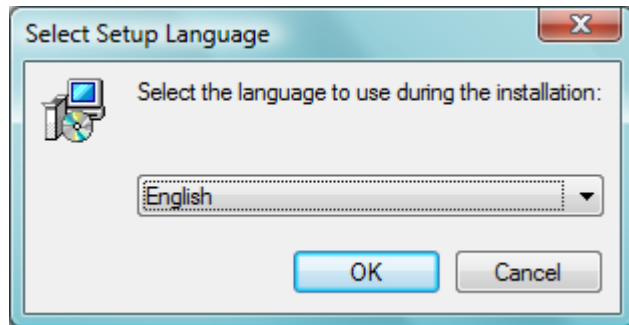 Select Setup Language
Select the language to use during the installation:
English
OK Cancel